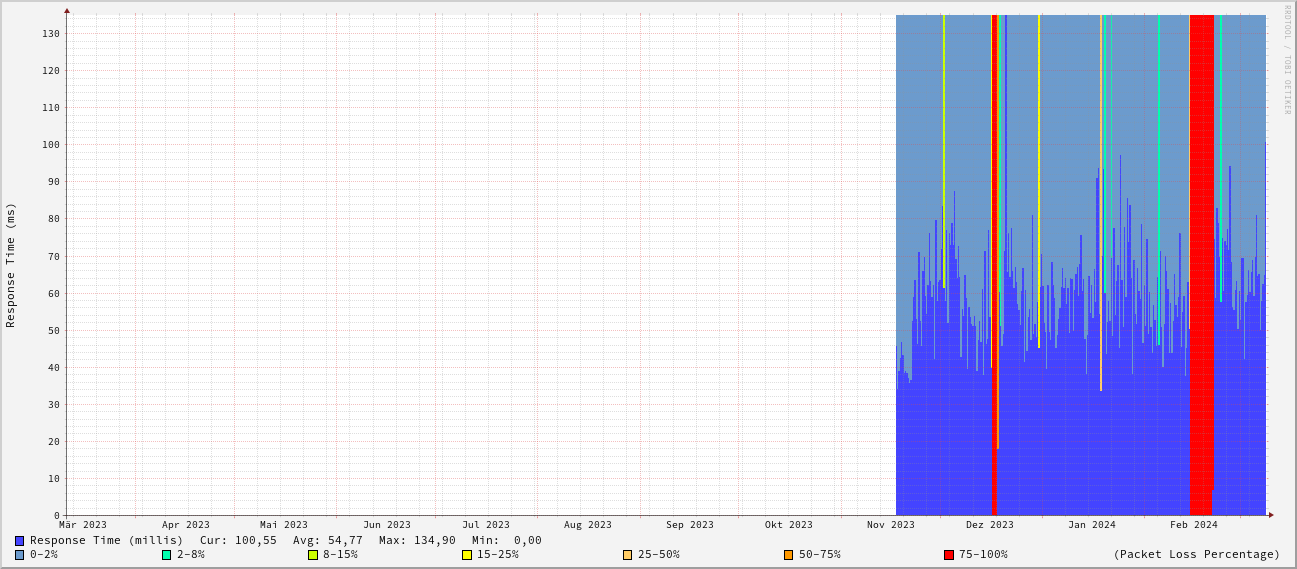 RRDTOOL / TOBI OETIKER
Response Time (ms)
130
120
110
100
90
80
70
60
50
40
30
20
10
0
Mär 2023 Apr 2023 Mai 2023 Jun 2023 Jul 2023 Aug 2023 Sep 2023 Okt 2023 Nov 2023 Dez 2023 Jan 2024 Feb 2024
Response Time (millis) Cur: 100,55 Avg: 54,77 Max: 134,90 Min: 0,00
0-2% 2-8% 8-15% 15-25% 25-50% 50-75% 75-100% (Packet Loss Percentage)